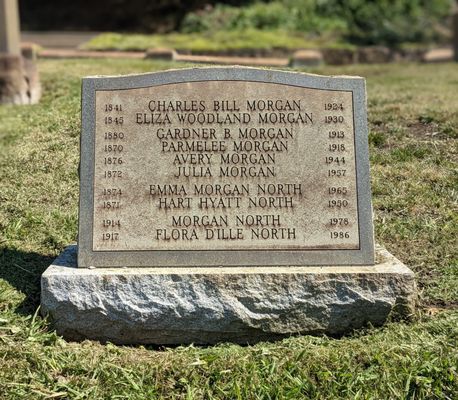 1841 CHARLES BILL MORGAN 1924
1845 ELIZA WOODLAND MORGAN 1930
1880 GARDNER B. MORGAN 1913
1870 PARMELEE MORGAN 1918
1876 AVERY MORGAN 1944
1872 JULIA MORGAN 1957
1874 EMMA MORGAN NORTH 1965
1871 HART HYATT NORTH 1950
1914 MORGAN NORTH 1978
1917 FLORA D'ILLE NORTH 1986